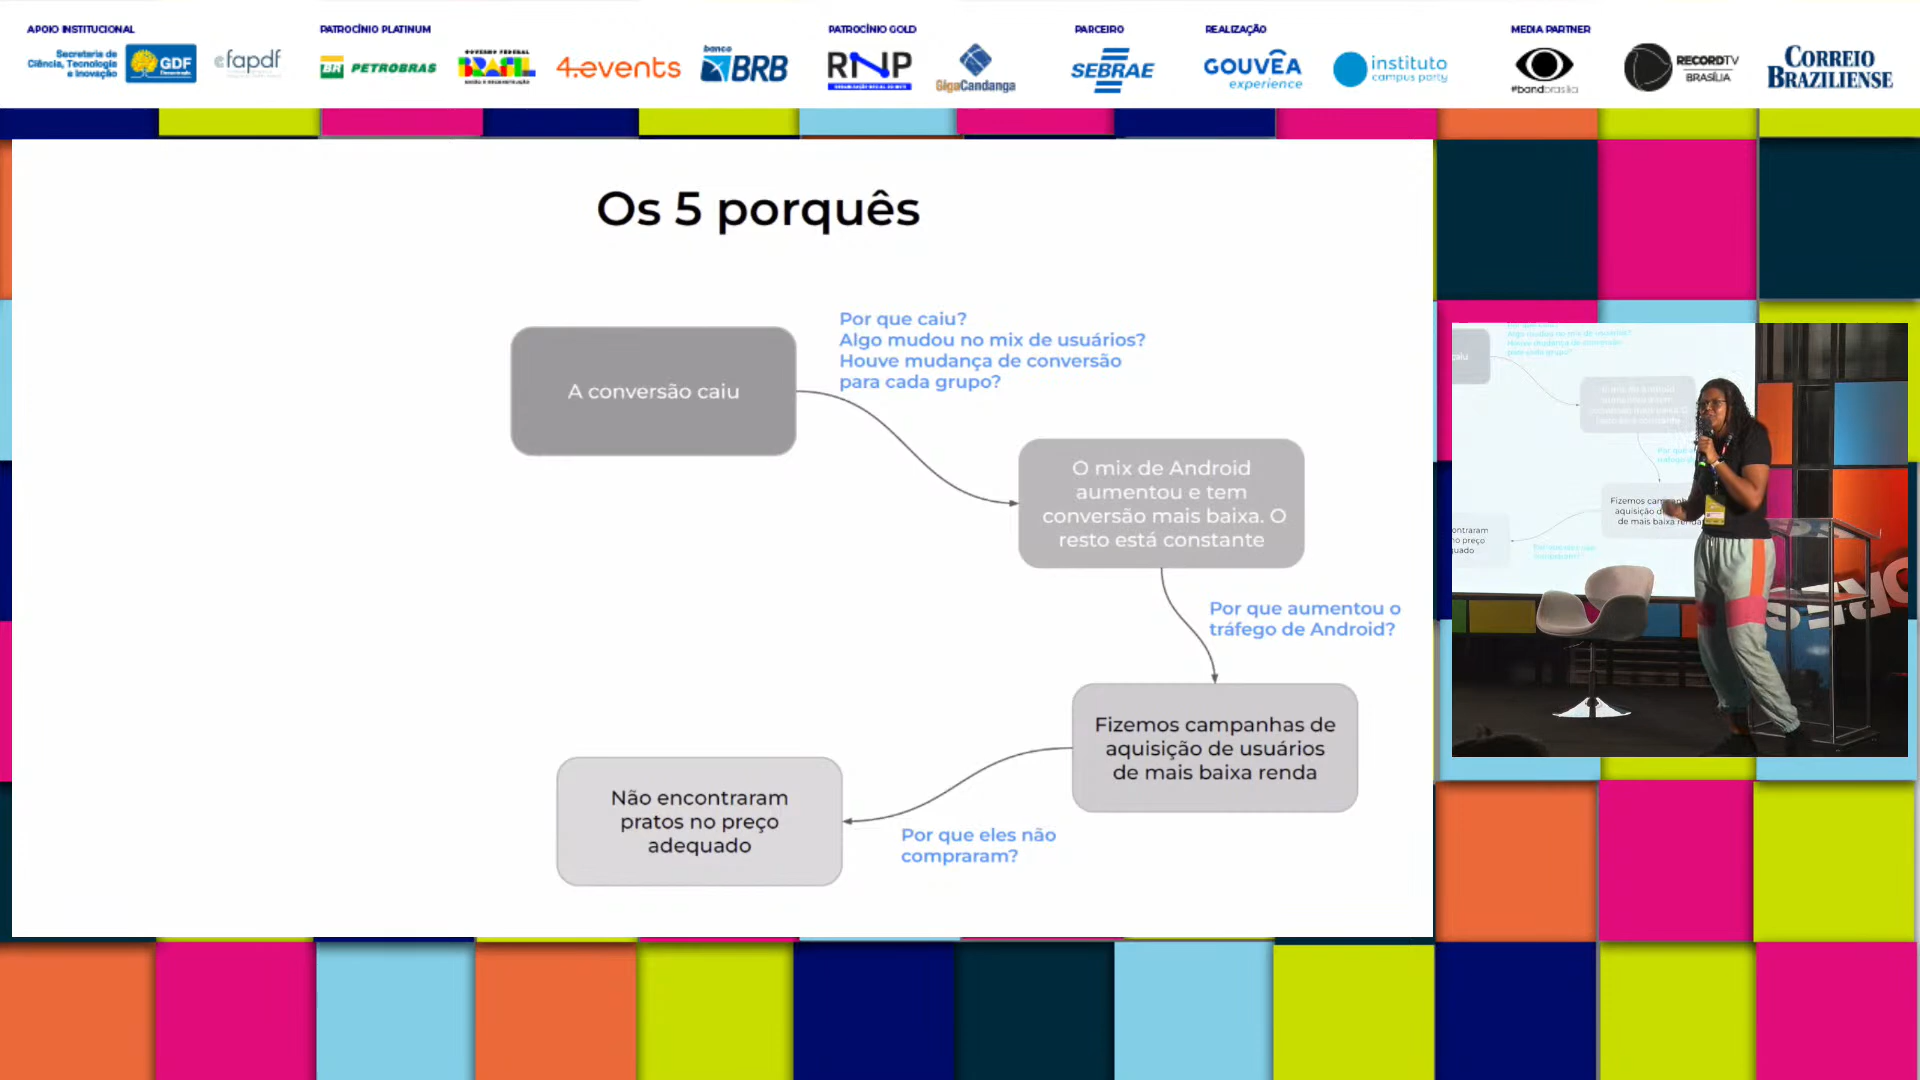 APOIO INSTITUCIONAL
PATROCÍNIO PLATINUM
PATROCÍNIO GOLD
PARCEIRO
REALIZAÇÃO
MEDIA PARTNER
Secretaria de
Ciência, Tecnologia
e Inovação
GDF
fapdf
BR PETROBRAS
GOVERNO FEDERAL
BRASIL
4.events
banco
BRB
RNP
GigaCandanga
SEBRAE
GOUVÊA
experience
instituto
campus party
#bandbrasília
RECORDTV
BRASÍLIA
CORREIO
BRAZILIENSE
Os 5 porquês
Por que caiu?
Algo mudou no mix de usuários?
Houve mudança de conversão
para cada grupo?
A conversão caiu
O mix de Android
aumentou e tem
conversão mais baixa. O
resto está constante
Por que aumentou o
tráfego de Android?
Fizemos campanhas de
aquisição de usuários
de mais baixa renda
Não encontraram
pratos no preço
adequado
Por que eles não
compraram?